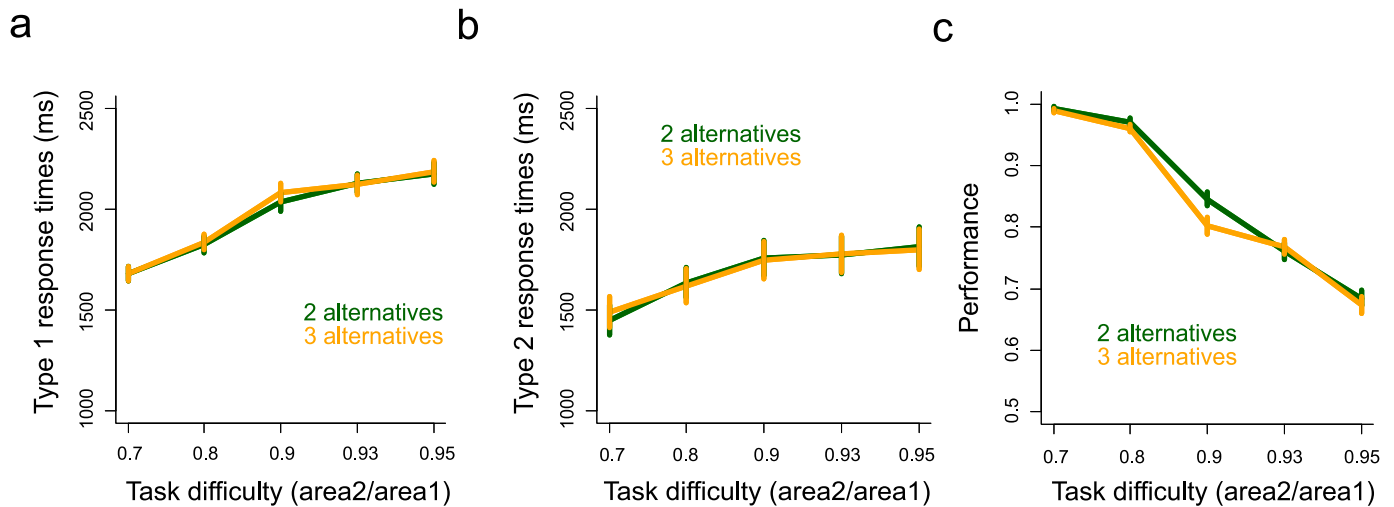 a
Type 1 response times (ms)
2500
2000
1500
1000
2 alternatives
3 alternatives
0.7 0.8 0.9 0.93 0.95
Task difficulty (area2/area1)
b
Type 2 response times (ms)
2500
2000
1500
1000
2 alternatives
3 alternatives
0.7 0.8 0.9 0.93 0.95
Task difficulty (area2/area1)
c
Performance
1.0
0.9
0.8
0.7
0.6
0.5
2 alternatives
3 alternatives
0.7 0.8 0.9 0.93 0.95
Task difficulty (area2/area1)